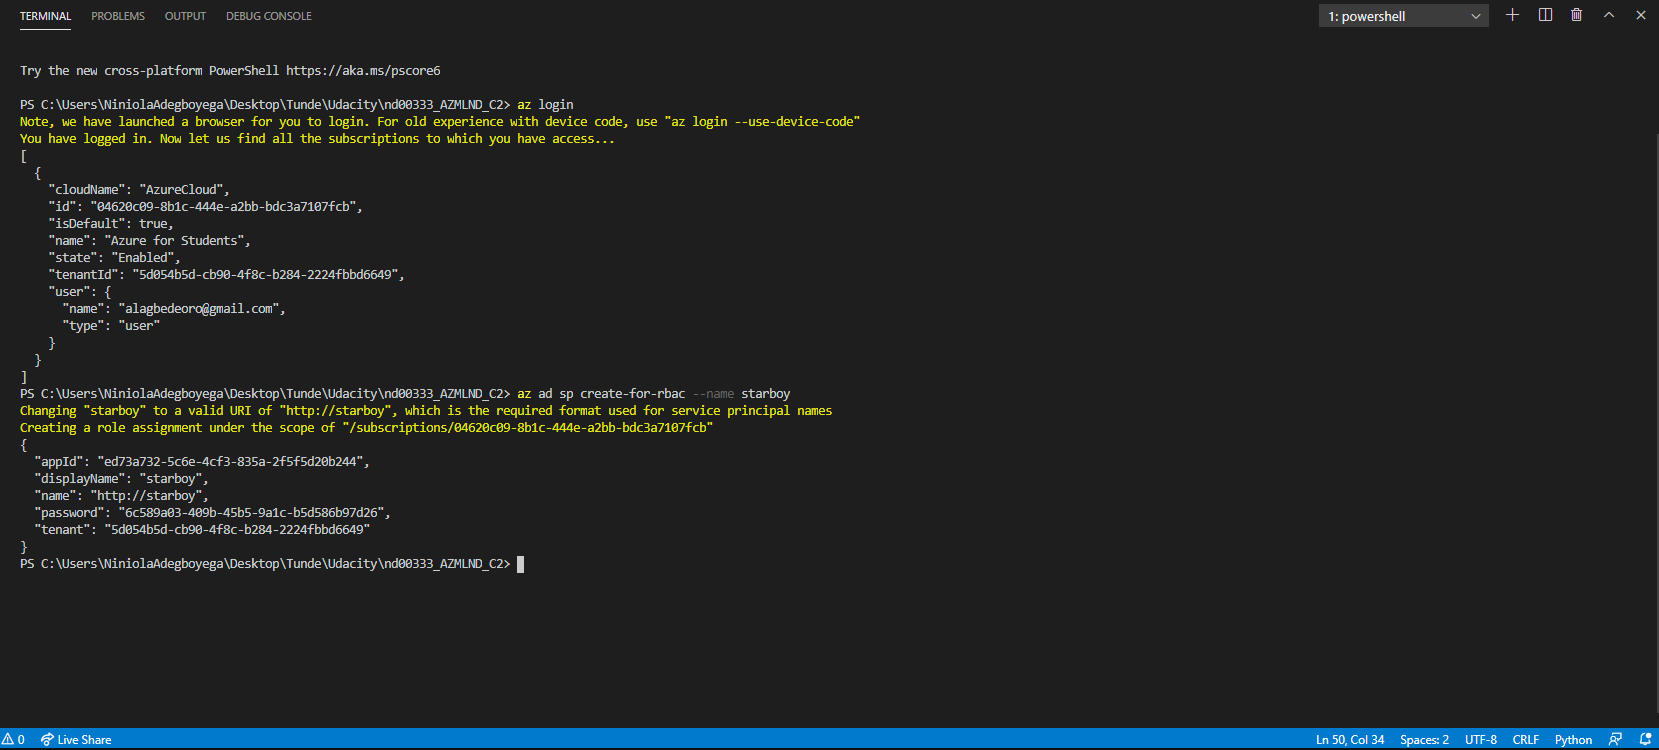 TERMINAL PROBLEMS OUTPUT DEBUG CONSOLE 1: powershell
Try the new cross-platform PowerShell https://aka.ms/pscore6
PS C:\Users\NiniolaAdegboyega\Desktop\Tunde\Udacity\nd00333_AZMLND_C2> az login
Note, we have launched a browser for you to login. For old experience with device code, use "az login --use-device-code"
You have logged in. Now let us find all the subscriptions to which you have access...
[
  {
    "cloudName": "AzureCloud",
    "id": "04620c09-8b1c-444e-a2bb-bdc3a7107fcb",
    "isDefault": true,
    "name": "Azure for Students",
    "state": "Enabled",
    "tenantId": "5d054b5d-cb90-4f8c-b284-2224fbbd6649",
    "user": {
      "name": "alagbedeoro@gmail.com",
      "type": "user"
    }
  }
]
PS C:\Users\NiniolaAdegboyega\Desktop\Tunde\Udacity\nd00333_AZMLND_C2> az ad sp create-for-rbac --name starboy
Changing "starboy" to a valid URI of "http://starboy", which is the required format used for service principal names
Creating a role assignment under the scope of "/subscriptions/04620c09-8b1c-444e-a2bb-bdc3a7107fcb"
{
  "appId": "ed73a732-5c6e-4cf3-835a-2f5f5d20b244",
  "displayName": "starboy",
  "name": "http://starboy",
  "password": "6c589a03-409b-45b5-9a1c-b5d586b97d26",
  "tenant": "5d054b5d-cb90-4f8c-b284-2224fbbd6649"
}
PS C:\Users\NiniolaAdegboyega\Desktop\Tunde\Udacity\nd00333_AZMLND_C2>
0 Live Share Ln 50, Col 34 Spaces: 2 UTF-8 CRLF Python